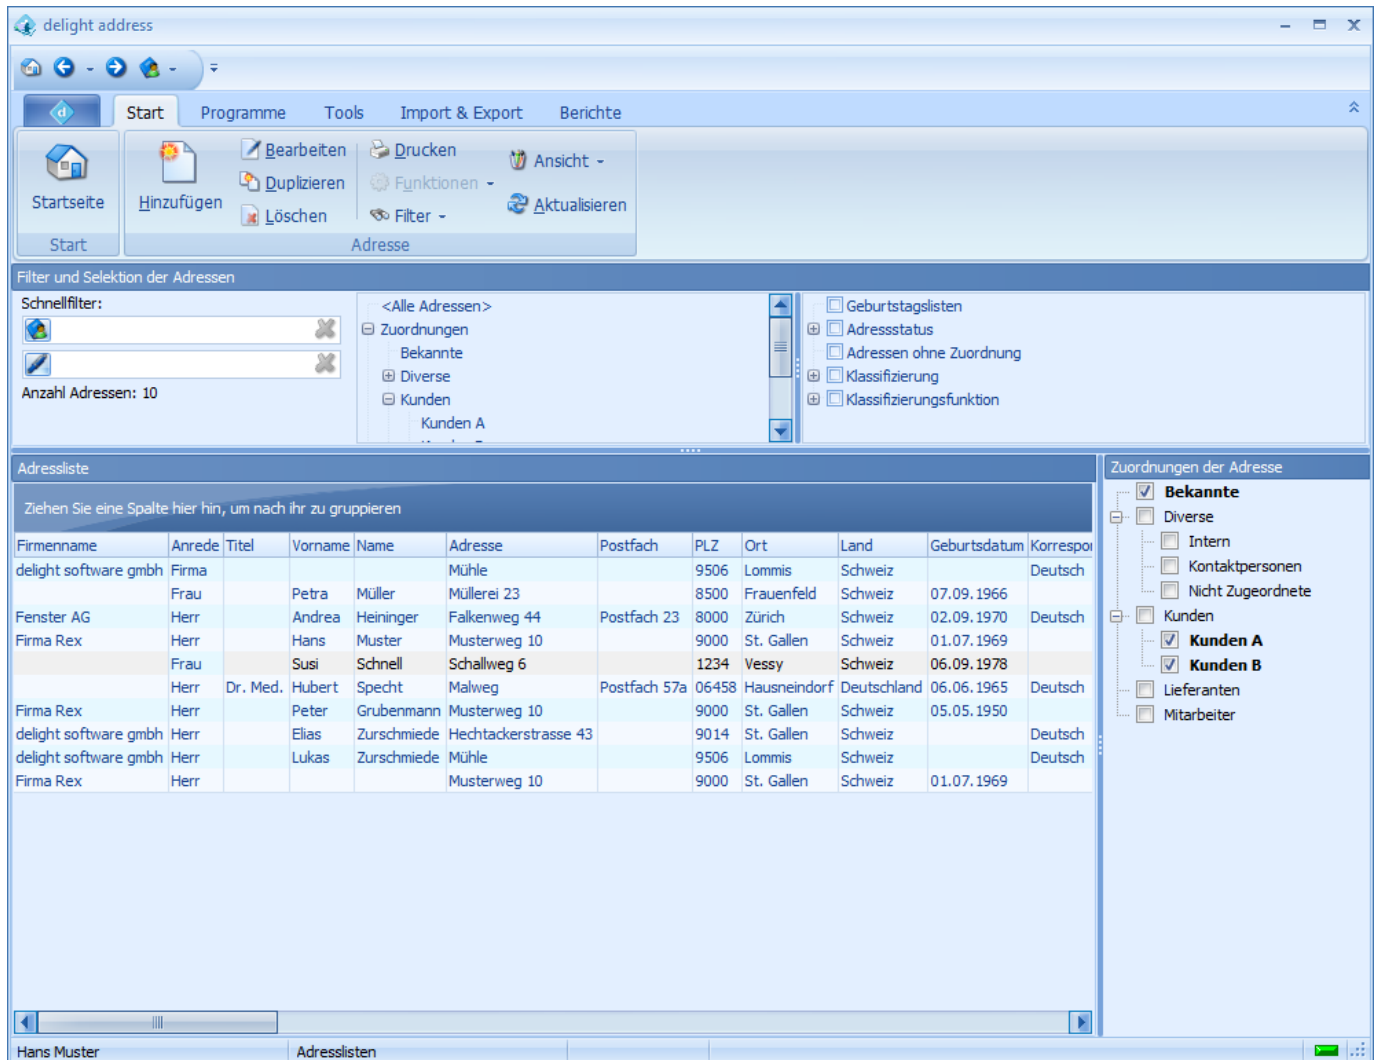 delight address
Start Programme Tools Import & Export Berichte
Startseite
Hinzufügen
Bearbeiten
Duplizieren
Löschen
Drucken
Funktionen
Filter
Ansicht
Aktualisieren
Start Adresse
Filter und Selektion der Adressen
Schnellfilter:
Anzahl Adressen: 10
<Alle Adressen>
Zuordnungen
Bekannte
Diverse
Kunden
Kunden A
Geburtstagslisten
Adressstatus
Adressen ohne Zuordnung
Klassifizierung
Klassifizierungsfunktion
Adressliste
Ziehen Sie eine Spalte hier hin, um nach ihr zu gruppieren
Firmenname Anrede Titel Vorname Name Adresse Postfach PLZ Ort Land Geburtsdatum Korrespor
delight software gmbh Firma Mühle 9506 Lommis Schweiz Deutsch
Frau Petra Müller Müllerei 23 8500 Frauenfeld Schweiz 07.09.1966
Fenster AG Herr Andrea Heininger Falkenweg 44 Postfach 23 8000 Zürich Schweiz 02.09.1970 Deutsch
Firma Rex Herr Hans Muster Musterweg 10 9000 St. Gallen Schweiz 01.07.1969
Frau Susi Schnell Schallweg 6 1234 Vessy Schweiz 06.09.1978
Herr Dr. Med. Hubert Specht Malweg Postfach 57a 06458 Hausneindorf Deutschland 06.06.1965 Deutsch
Firma Rex Herr Peter Grubenmann Musterweg 10 9000 St. Gallen Schweiz 05.05.1950
delight software gmbh Herr Elias Zurschmiede Hechtackerstrasse 43 9014 St. Gallen Schweiz Deutsch
delight software gmbh Herr Lukas Zurschmiede Mühle 9506 Lommis Schweiz Deutsch
Firma Rex Herr Musterweg 10 9000 St. Gallen Schweiz 01.07.1969
Zuordnungen der Adresse
Bekannte
Diverse
Intern
Kontaktpersonen
Nicht Zugeordnete
Kunden
Kunden A
Kunden B
Lieferanten
Mitarbeiter
Hans Muster Adresslisten